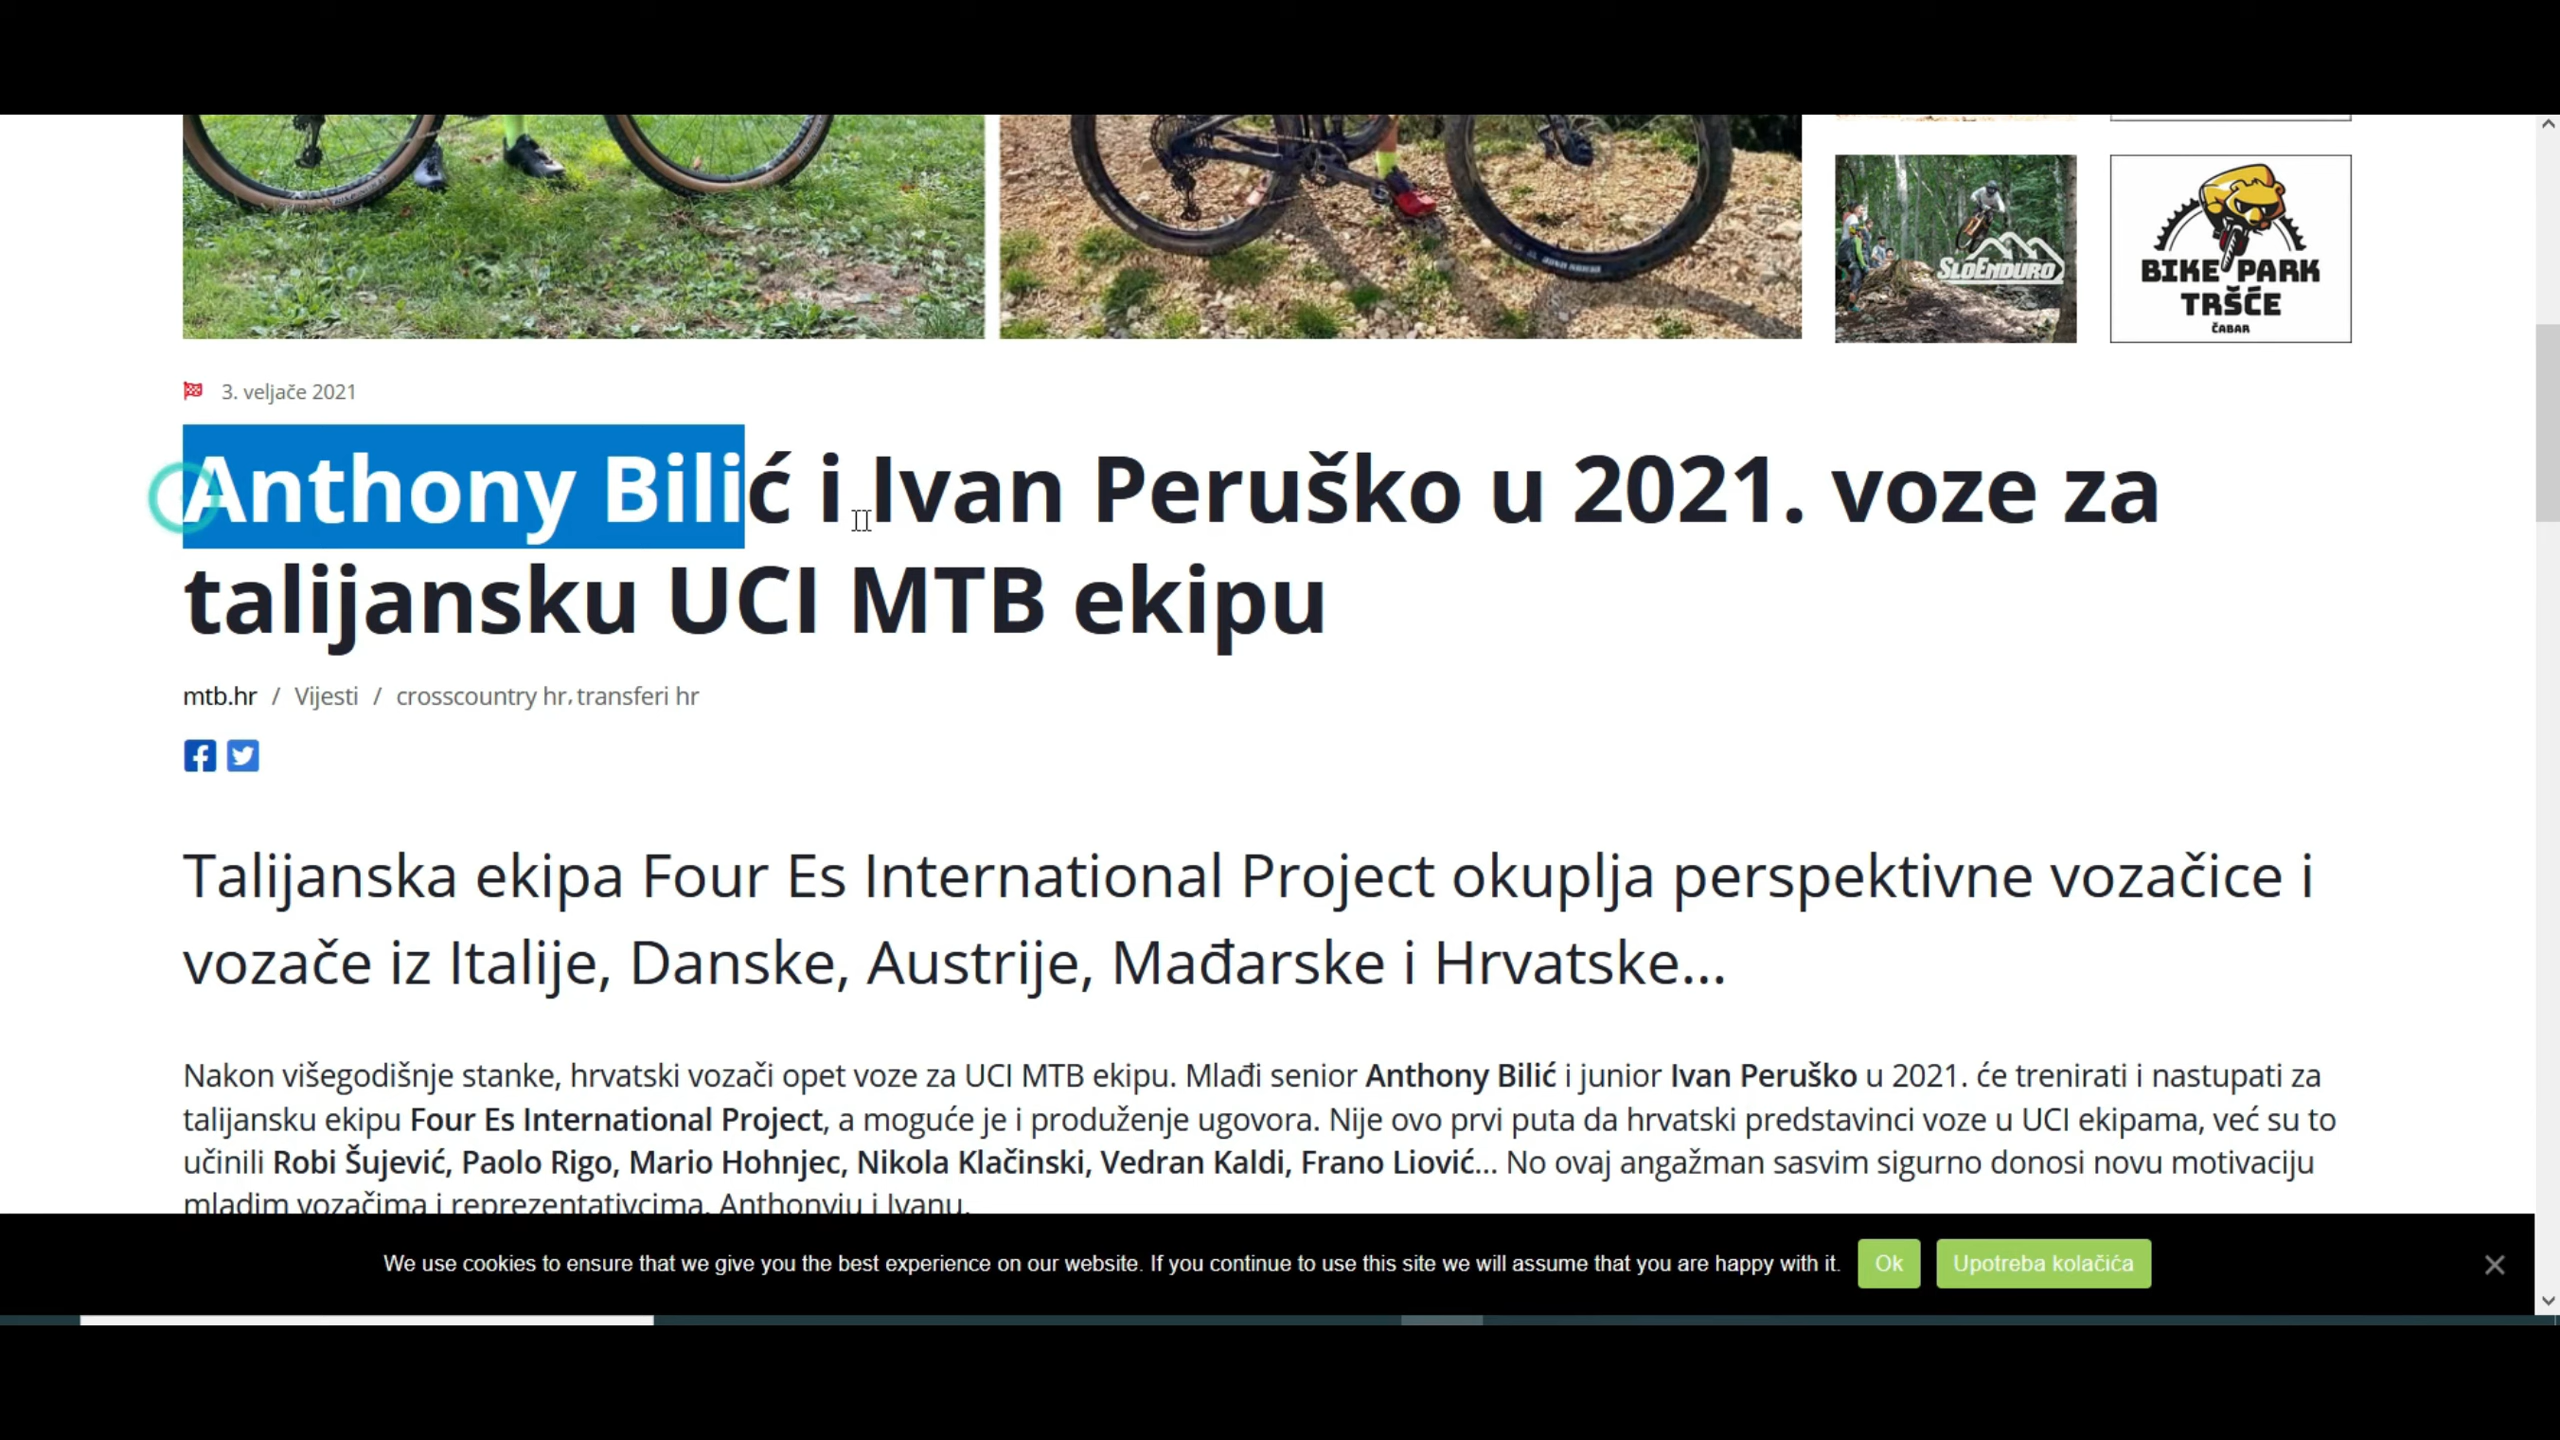 SLOENDURO
BIKE PARK
TRŠĆE
ČABAR
3. veljače 2021
Anthony Bilić i Ivan Peruško u 2021. voze za
talijansku UCI MTB ekipu
mtb.hr / Vijesti / crosscountry hr, transferi hr
Talijanska ekipa Four Es International Project okuplja perspektivne vozačice i
vozače iz Italije, Danske, Austrije, Mađarske i Hrvatske...
Nakon višegodišnje stanke, hrvatski vozači opet voze za UCI MTB ekipu. Mlađi senior Anthony Bilić i junior Ivan Peruško u 2021. će trenirati i nastupati za
talijansku ekipu Four Es International Project, a moguće je i produženje ugovora. Nije ovo prvi puta da hrvatski predstavinci voze u UCI ekipama, već su to
učinili Robi Šujević, Paolo Rigo, Mario Hohnjec, Nikola Klačinski, Vedran Kaldi, Frano Liović... No ovaj angažman sasvim sigurno donosi novu motivaciju
mladim vozačima i reprezentativcima, Anthonyju i Ivanu.
We use cookies to ensure that we give you the best experience on our website. If you continue to use this site we will assume that you are happy with it. Ok Upotreba kolačića